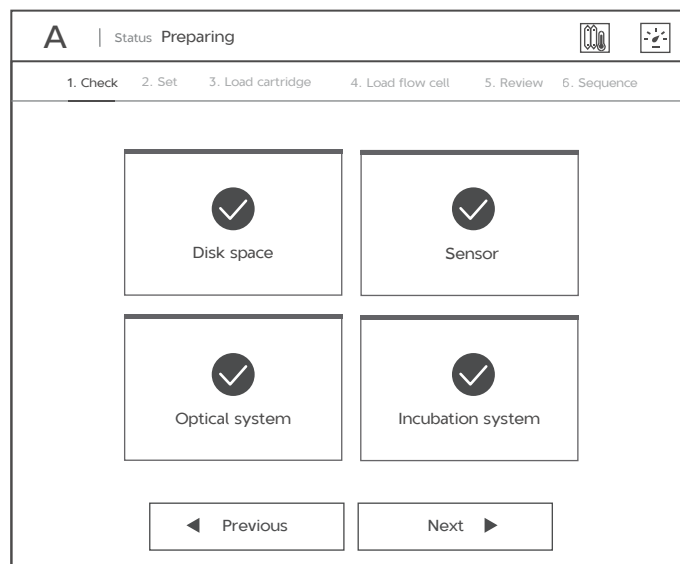 A | Status Preparing
1. Check 2. Set 3. Load cartridge 4. Load flow cell 5. Review 6. Sequence
Disk space Sensor
Optical system Incubation system
Previous Next